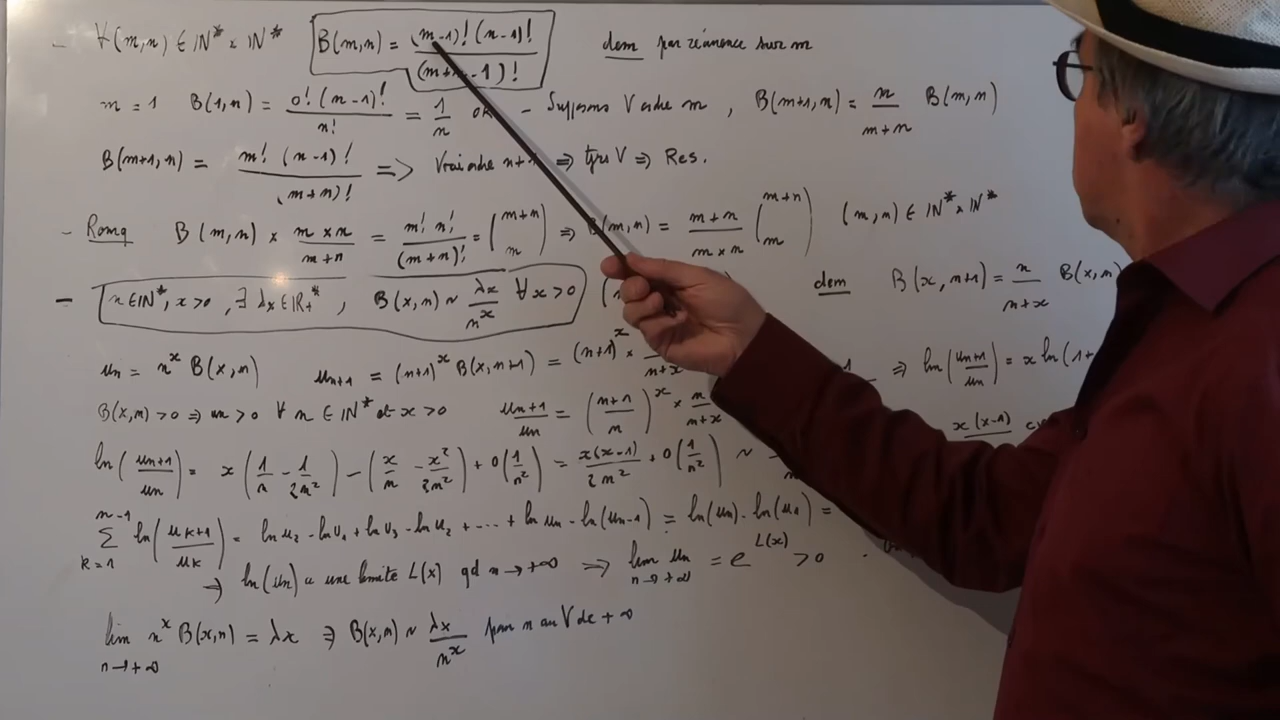 - ∀(m,n) ∈ IN* x IN* B(m,n) = (m-1)! (n-1)! / (m+n-1)! dem par récurrence sur m
m = 1 B(1,n) = 0! (n-1)! / n! = 1/n OK - Supposons V ordre m , B(m+1,n) = m/(m+n) B(m,n)
B(m+1,n) = m! (n-1)! / (m+n)! => Vrai ordre n+1 => tjrs V => Res.
- Remq B(m,n) x (m x n)/(m+n) = m! n! / (m+n)! = (m+n m) => B(m,n) = (m+n)/(m x n) (m+n m) (m,n) ∈ IN* x IN*
- n ∈ IN*, x > 0 , ∃ λx ∈ IR+* , B(x,n) ~ λx / n^x ∀ x > 0 dem B(x,n+1) = n/(n+x) B(x,n)
un = n^x B(x,n) un+1 = (n+1)^x B(x,n+1) = (n+1)^x x / n+x => ln(un+1/un) = x ln(1+
B(x,n) > 0 => un > 0 ∀ n ∈ IN* et x > 0 un+1/un = ((n+1)/n)^x x n/(n+x) x(x-1)
ln(un+1/un) = x(1/n - 1/2n²) - (x/n - x²/2n²) + o(1/n²) = x(x-1)/2n² + o(1/n²) ~
Σ k=1 n-1 ln(uk+1/uk) = ln u2 - ln u1 + ln u3 - ln u2 + ... + ln un - ln(un-1) = ln(un) - ln(u1) =
=> ln(un) a une limite L(x) qd n → +∞ => lim n→+∞ un = e^L(x) > 0
lim n→+∞ n^x B(x,n) = λx => B(x,n) ~ λx / n^x pour n au V de +∞